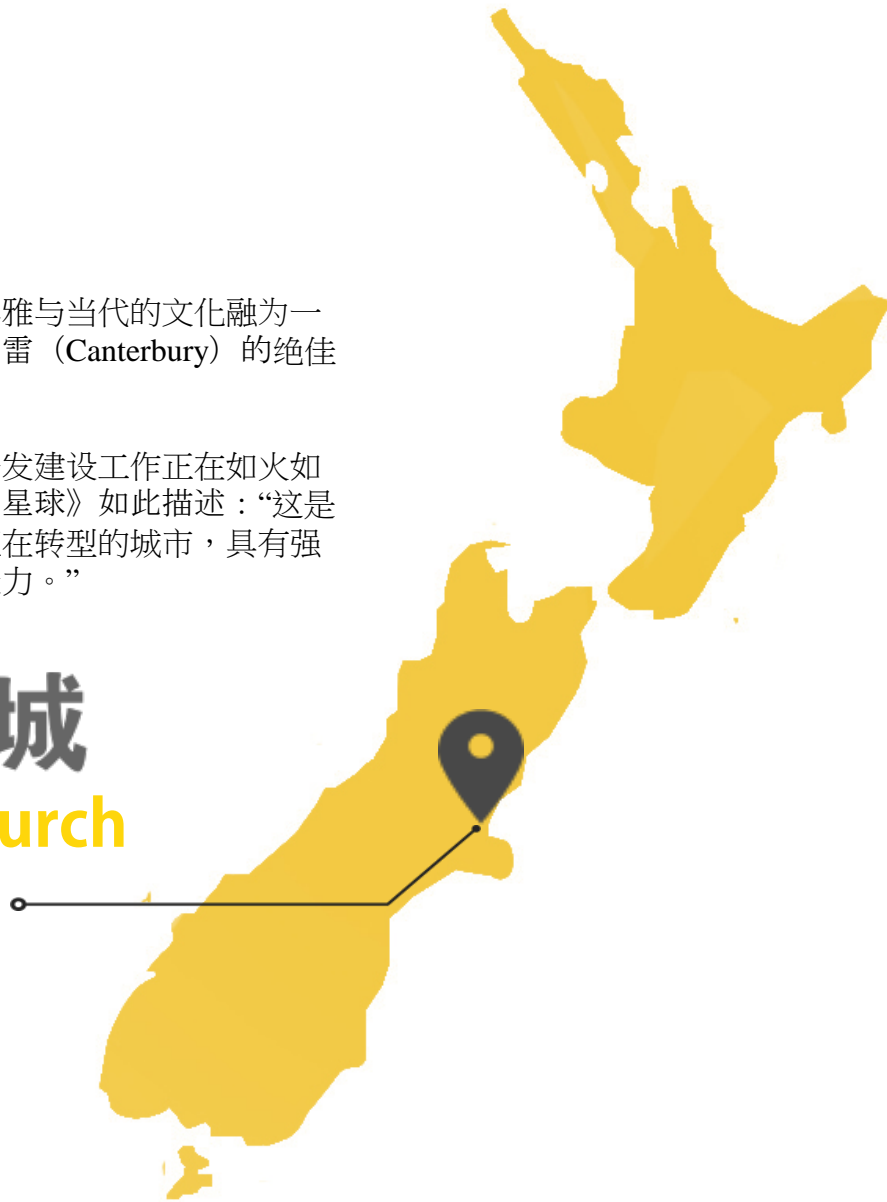 雅与当代的文化融为一
雷（Canterbury）的绝佳
发建设工作正在如火如
星球》如此描述：“这是
在转型的城市，具有强
力。”
城
urch